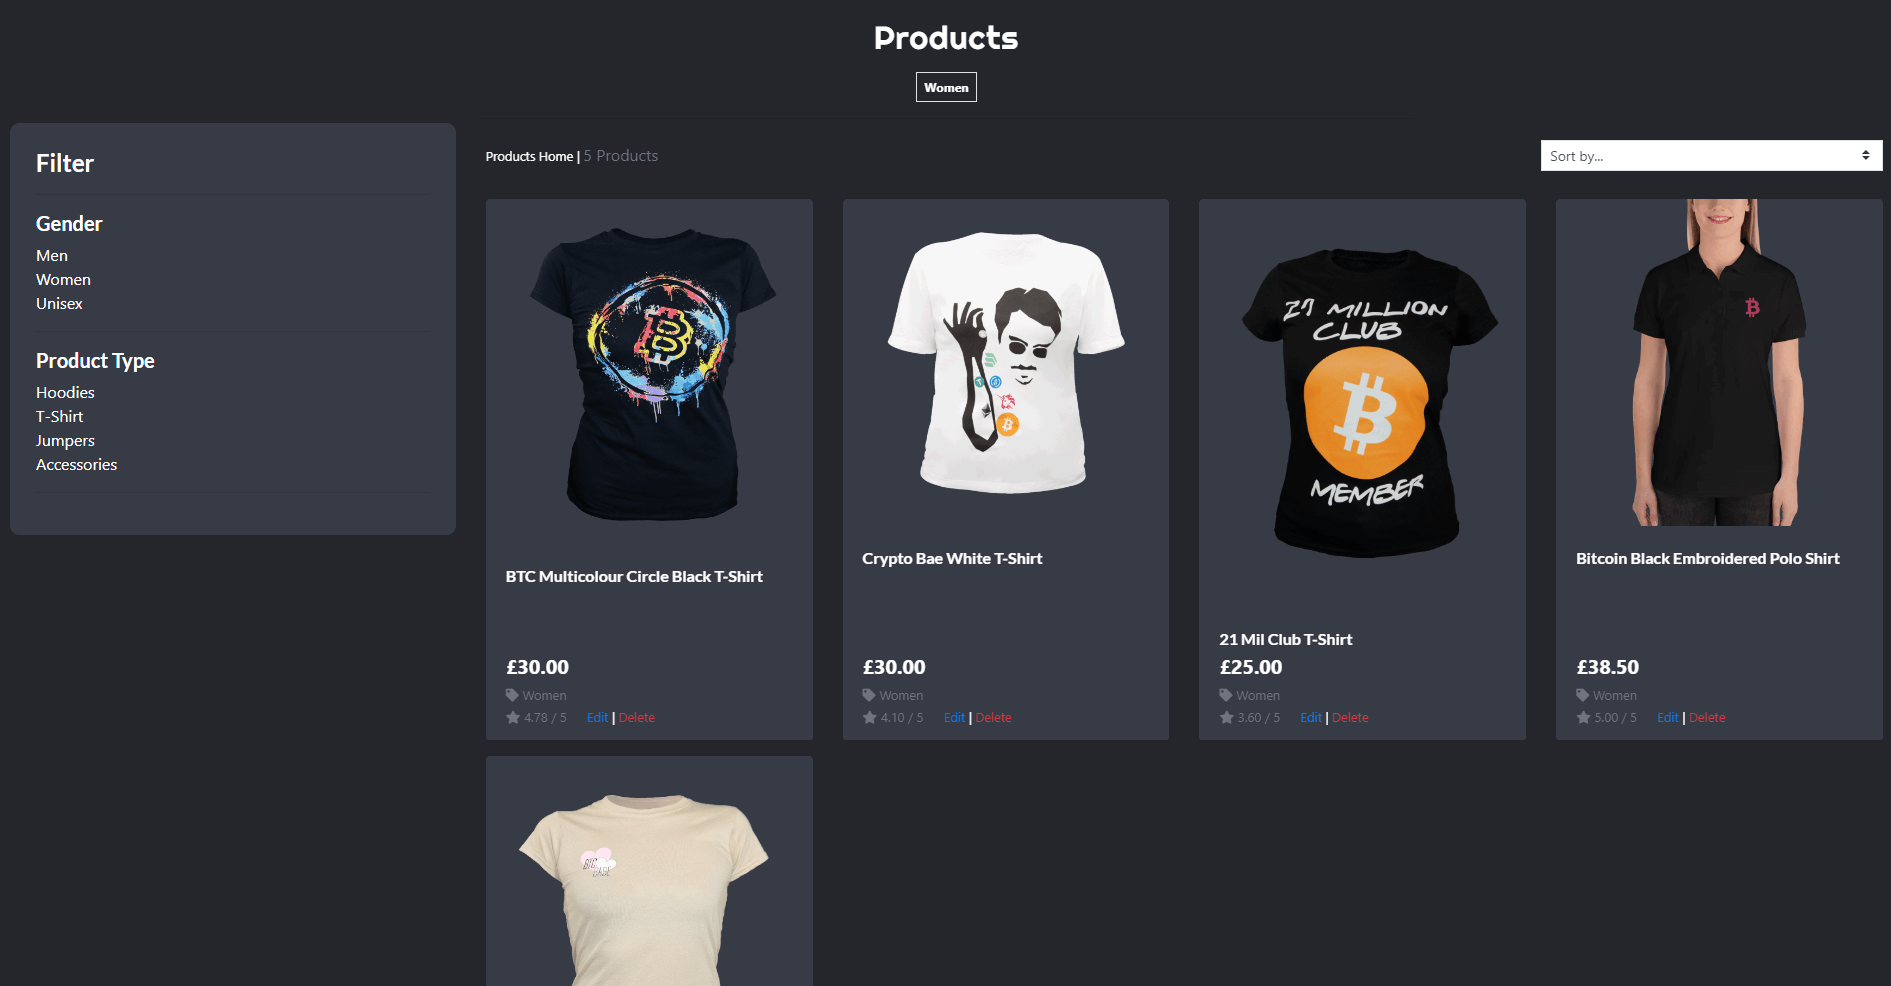 Products
Women
Filter
Gender
Men
Women
Unisex
Product Type
Hoodies
T-Shirt
Jumpers
Accessories
Products Home | 5 Products
Sort by...
BTC Multicolour Circle Black T-Shirt
£30.00
Women
4.78 / 5 Edit | Delete
Crypto Bae White T-Shirt
£30.00
Women
4.10 / 5 Edit | Delete
21 MILLION
CLUB
MEMBER
21 Mil Club T-Shirt
£25.00
Women
3.60 / 5 Edit | Delete
Bitcoin Black Embroidered Polo Shirt
£38.50
Women
5.00 / 5 Edit | Delete
BTC
BABE